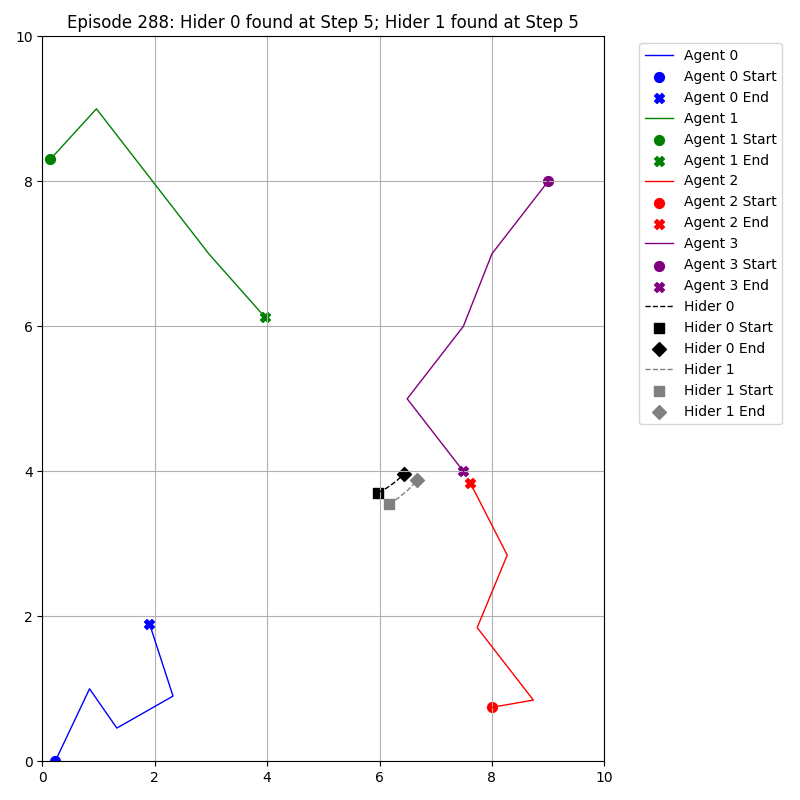 Episode 288: Hider 0 found at Step 5; Hider 1 found at Step 5
10
8
6
4
2
0
0 2 4 6 8 10
Agent 0
Agent 0 Start
Agent 0 End
Agent 1
Agent 1 Start
Agent 1 End
Agent 2
Agent 2 Start
Agent 2 End
Agent 3
Agent 3 Start
Agent 3 End
Hider 0
Hider 0 Start
Hider 0 End
Hider 1
Hider 1 Start
Hider 1 End